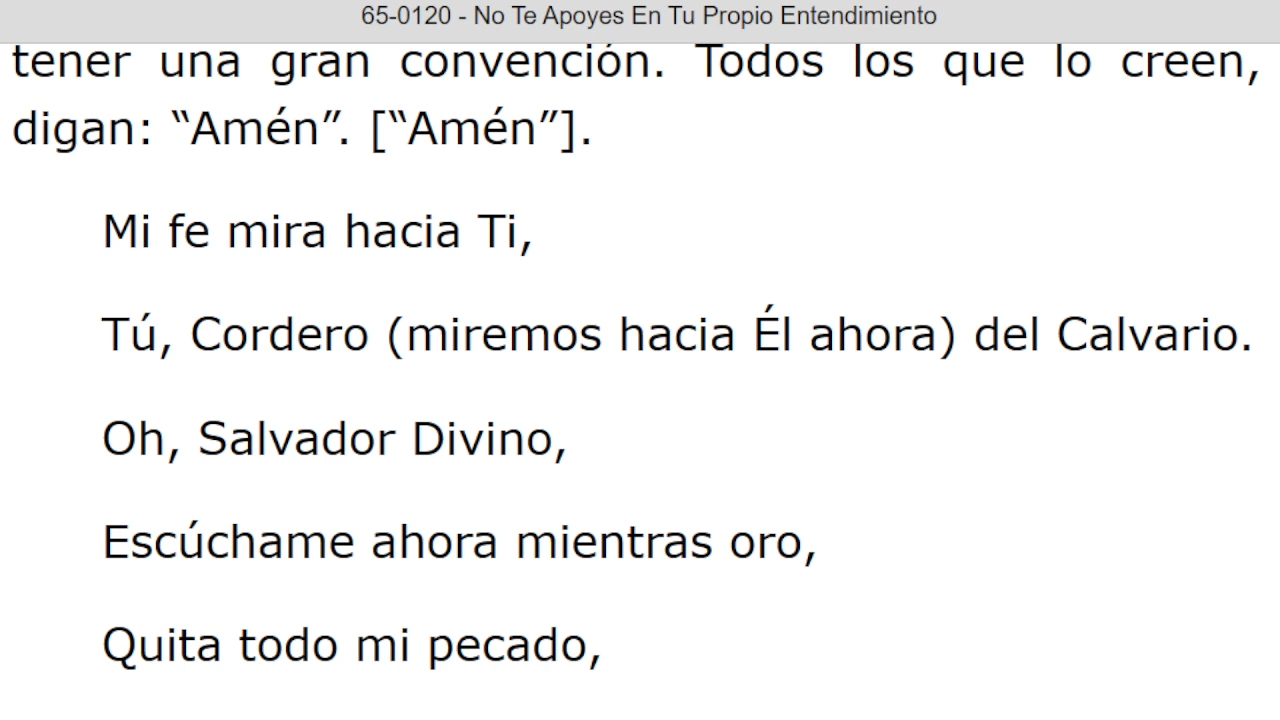 65-0120 - No Te Apoyes En Tu Propio Entendimiento
tener una gran convención. Todos los que lo creen,
digan: “Amén”. [“Amén”].
Mi fe mira hacia Ti,
Tú, Cordero (miremos hacia Él ahora) del Calvario.
Oh, Salvador Divino,
Escúchame ahora mientras oro,
Quita todo mi pecado,